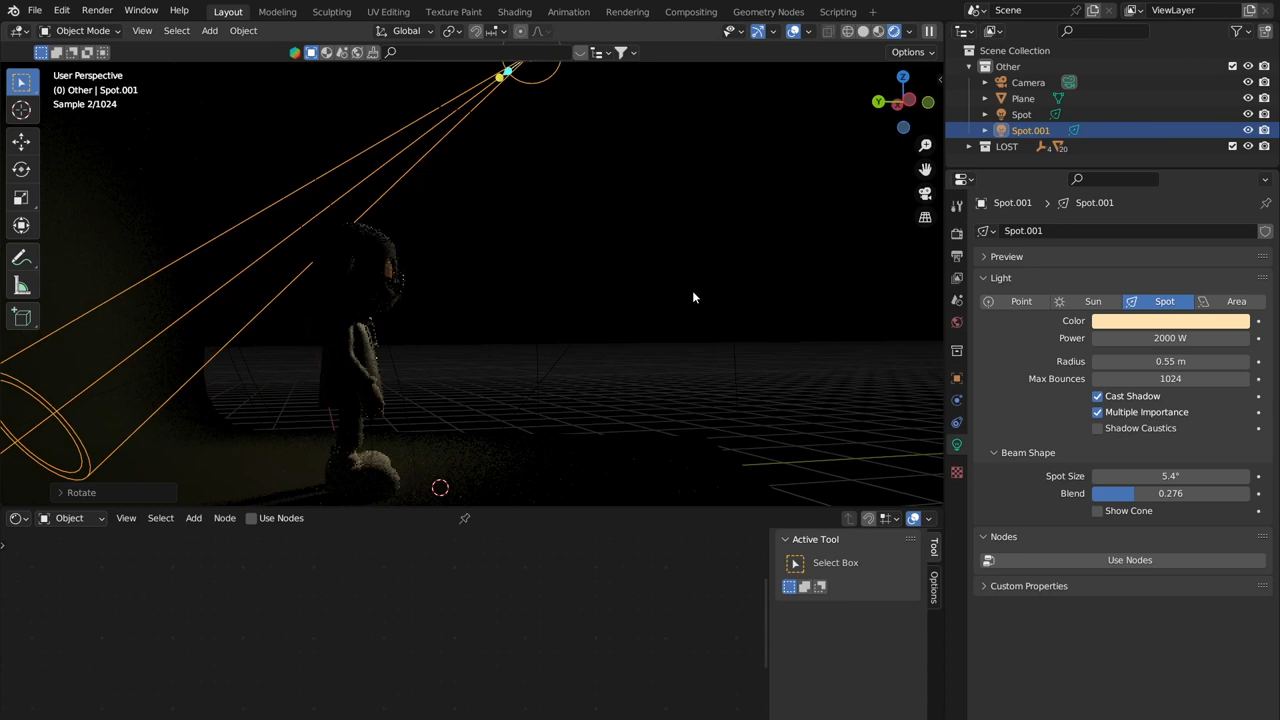 File Edit Render Window Help Layout Modeling Sculpting UV Editing Texture Paint Shading Animation Rendering Compositing Geometry Nodes Scripting + Scene ViewLayer
Object Mode View Select Add Object Global
Options
User Perspective
(0) Other | Spot.001
Sample 2/1024
Z
Y
Rotate
Scene Collection
Other
Camera
Plane
Spot
Spot.001
LOST 4 20
Spot.001 > Spot.001
Spot.001
Preview
Light
Point Sun Spot Area
Color
Power 2000 W
Radius 0.55 m
Max Bounces 1024
Cast Shadow
Multiple Importance
Shadow Caustics
Beam Shape
Spot Size 5.4°
Blend 0.276
Show Cone
Nodes
Use Nodes
Custom Properties
Object View Select Add Node Use Nodes
Active Tool
Select Box
Tool
Options